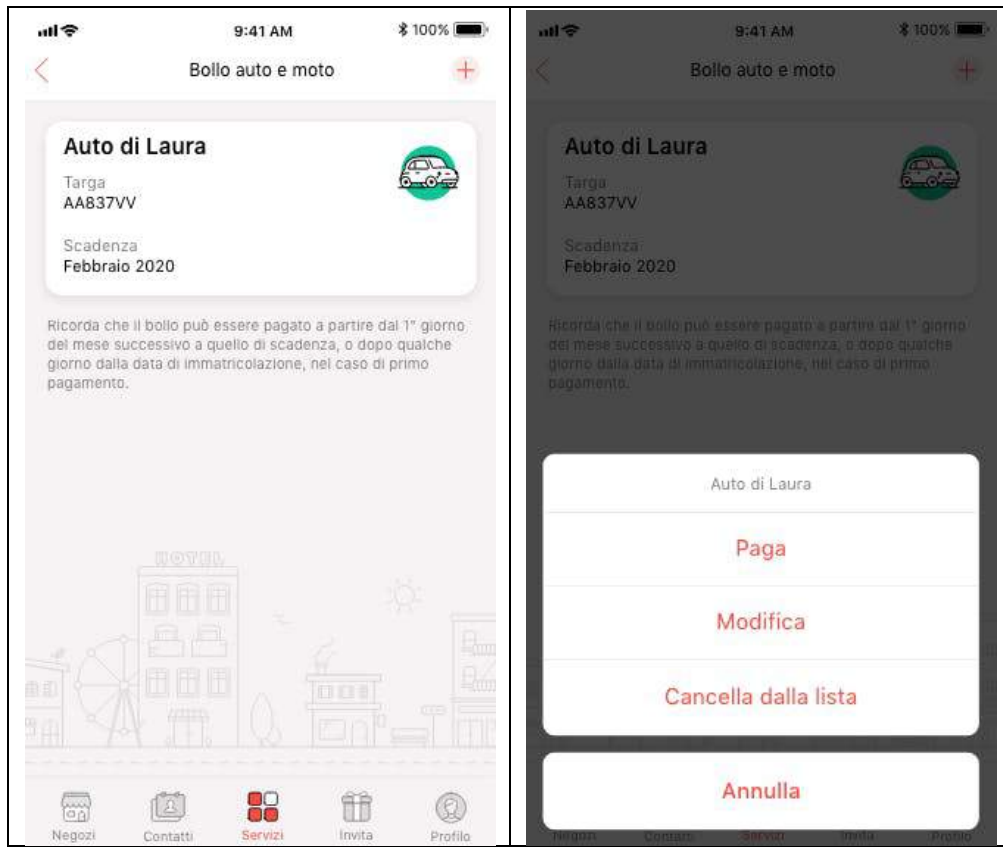 9:41 AM
100%
Bollo auto e moto
Auto di Laura
Targa
AA837VV
Scadenza
Febbraio 2020
Ricorda che il bollo può essere pagato a partire dal 1° giorno
del mese successivo a quello di scadenza, o dopo qualche
giorno dalla data di immatricolazione, nel caso di primo
pagamento.
HOTEL
Negozi
Contatti
Servizi
Invita
Profilo
9:41 AM
100%
Bollo auto e moto
Auto di Laura
Targa
AA837VV
Scadenza
Febbraio 2020
Ricorda che il bollo può essere pagato a partire dal 1° giorno
del mese successivo a quello di scadenza, o dopo qualche
giorno dalla data di immatricolazione, nel caso di primo
pagamento.
Auto di Laura
Paga
Modifica
Cancella dalla lista
Annulla
Negozi
Contatti
Servizi
Invita
Profilo